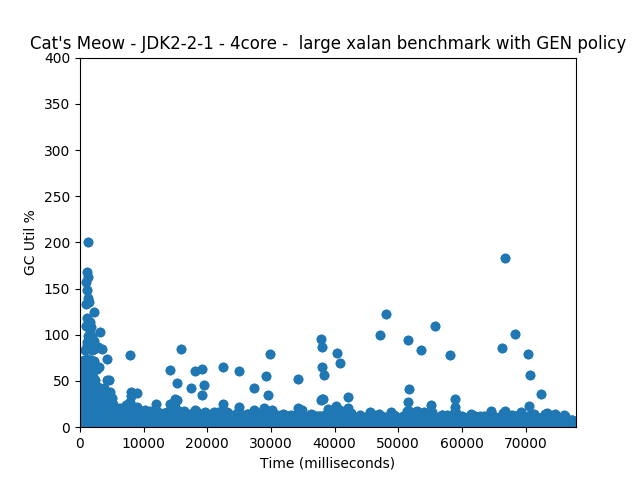 Cat's Meow - JDK2-2-1 - 4core -  large xalan benchmark with GEN policy
400
350
300
250
200
150
100
50
0
GC Util %
0 10000 20000 30000 40000 50000 60000 70000
Time (milliseconds)